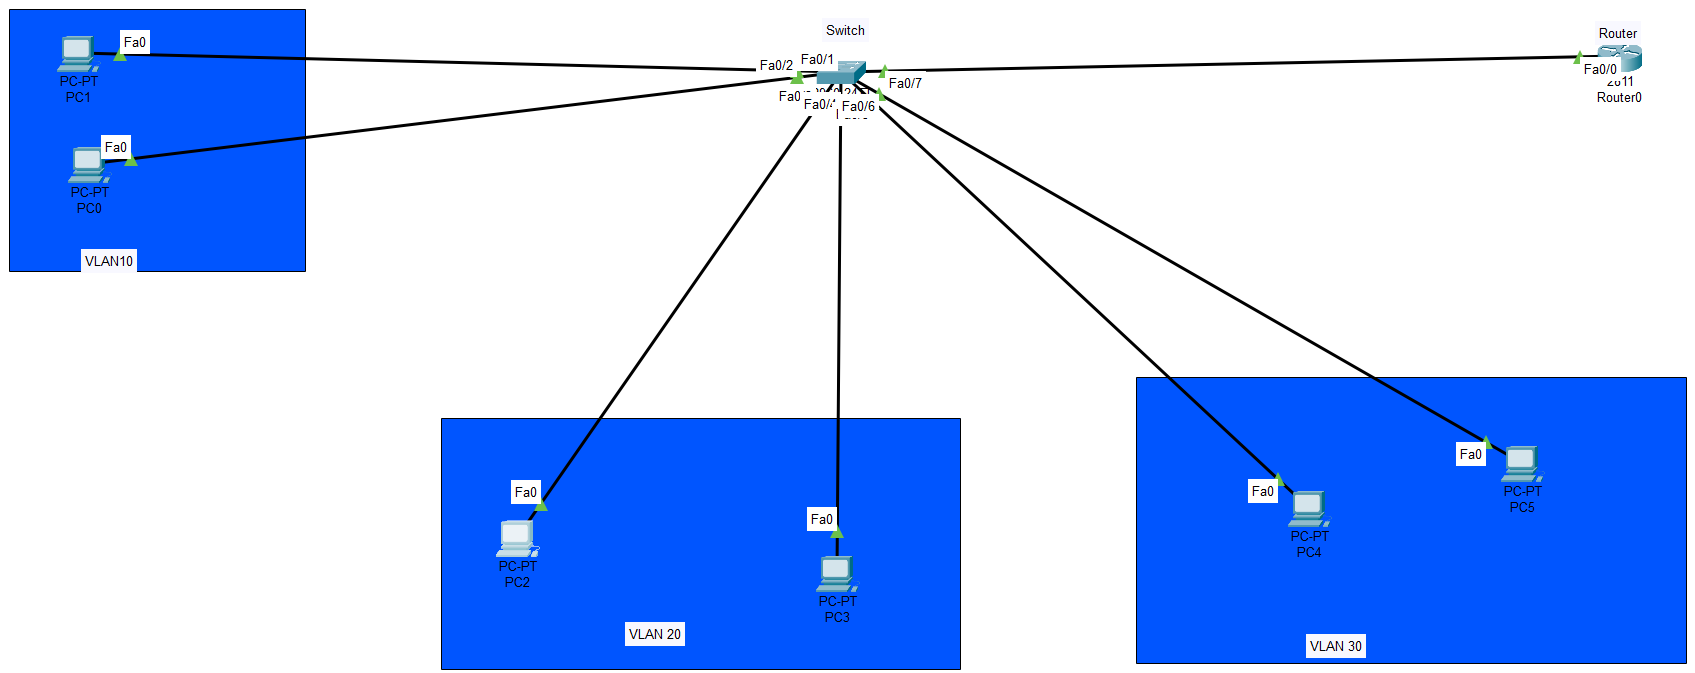 Switch
Router
Fa0
Fa0/2
Fa0/1
PC-PT
PC1
Fa0/7
Fa0/0
2811
Router0
Fa0/4
Fa0/6
Fa0
PC-PT
PC0
VLAN10
Fa0
PC-PT
PC2
Fa0
PC-PT
PC3
VLAN 20
Fa0
PC-PT
PC4
Fa0
PC-PT
PC5
VLAN 30